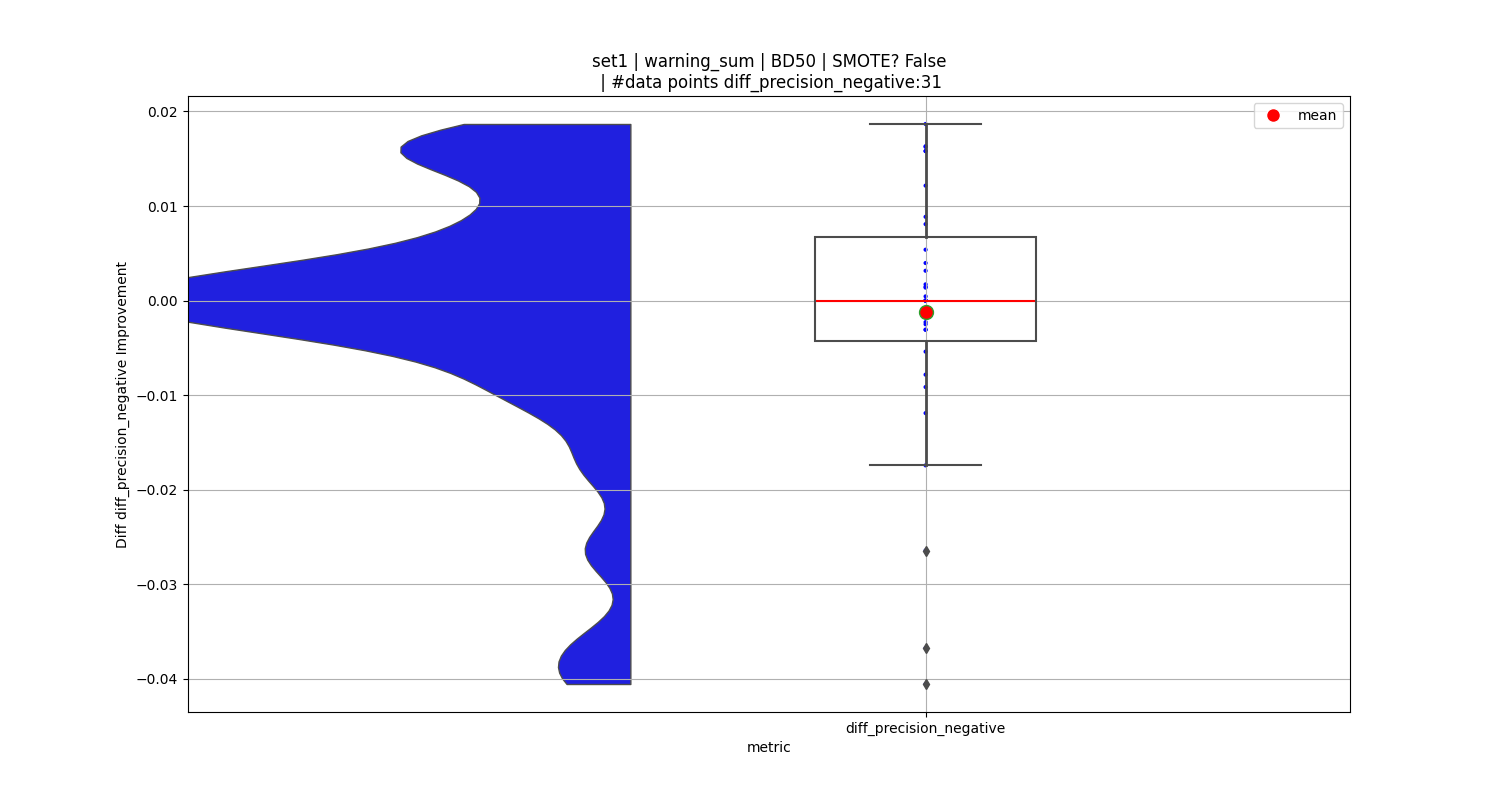 set1 | warning_sum | BD50 | SMOTE? False
| #data points diff_precision_negative:31
mean
0.02
0.01
0.00
−0.01
−0.02
−0.03
−0.04
Diff diff_precision_negative Improvement
diff_precision_negative
metric